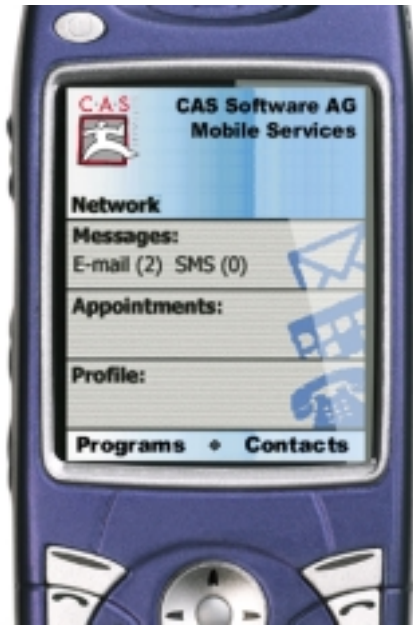 C·A·S
CAS Software AG
Mobile Services
Network
Messages:
E-mail (2) SMS (0)
Appointments:
Profile:
Programs Contacts